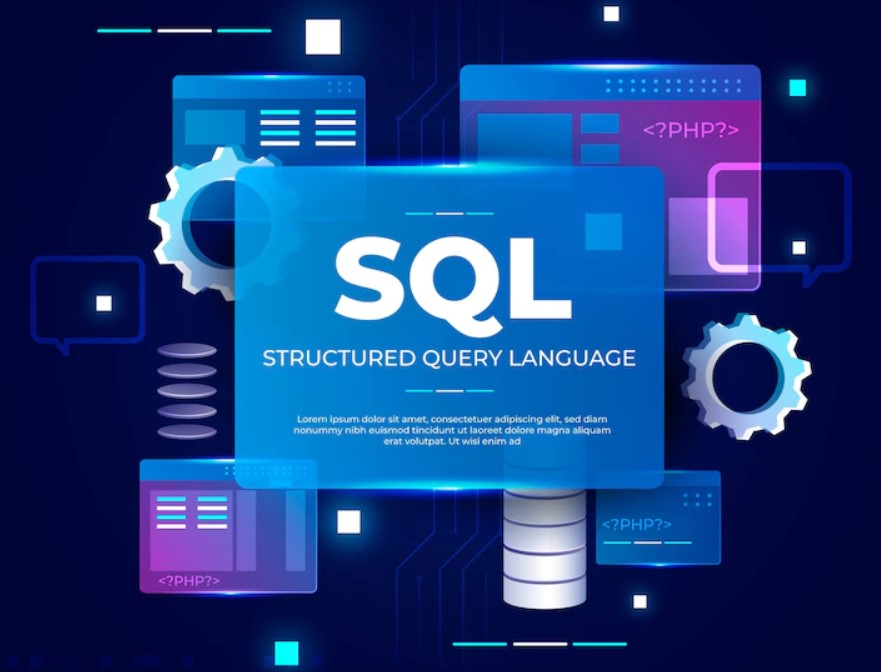 <?PHP?>
SQL
STRUCTURED QUERY LANGUAGE
Lorem ipsum dolor sit amet, consectetuer adipiscing elit, sed diam
nonummy nibh euismod tincidunt ut laoreet dolore magna aliquam
erat volutpat. Ut wisi enim ad
<?PHP?>
<?PHP?>